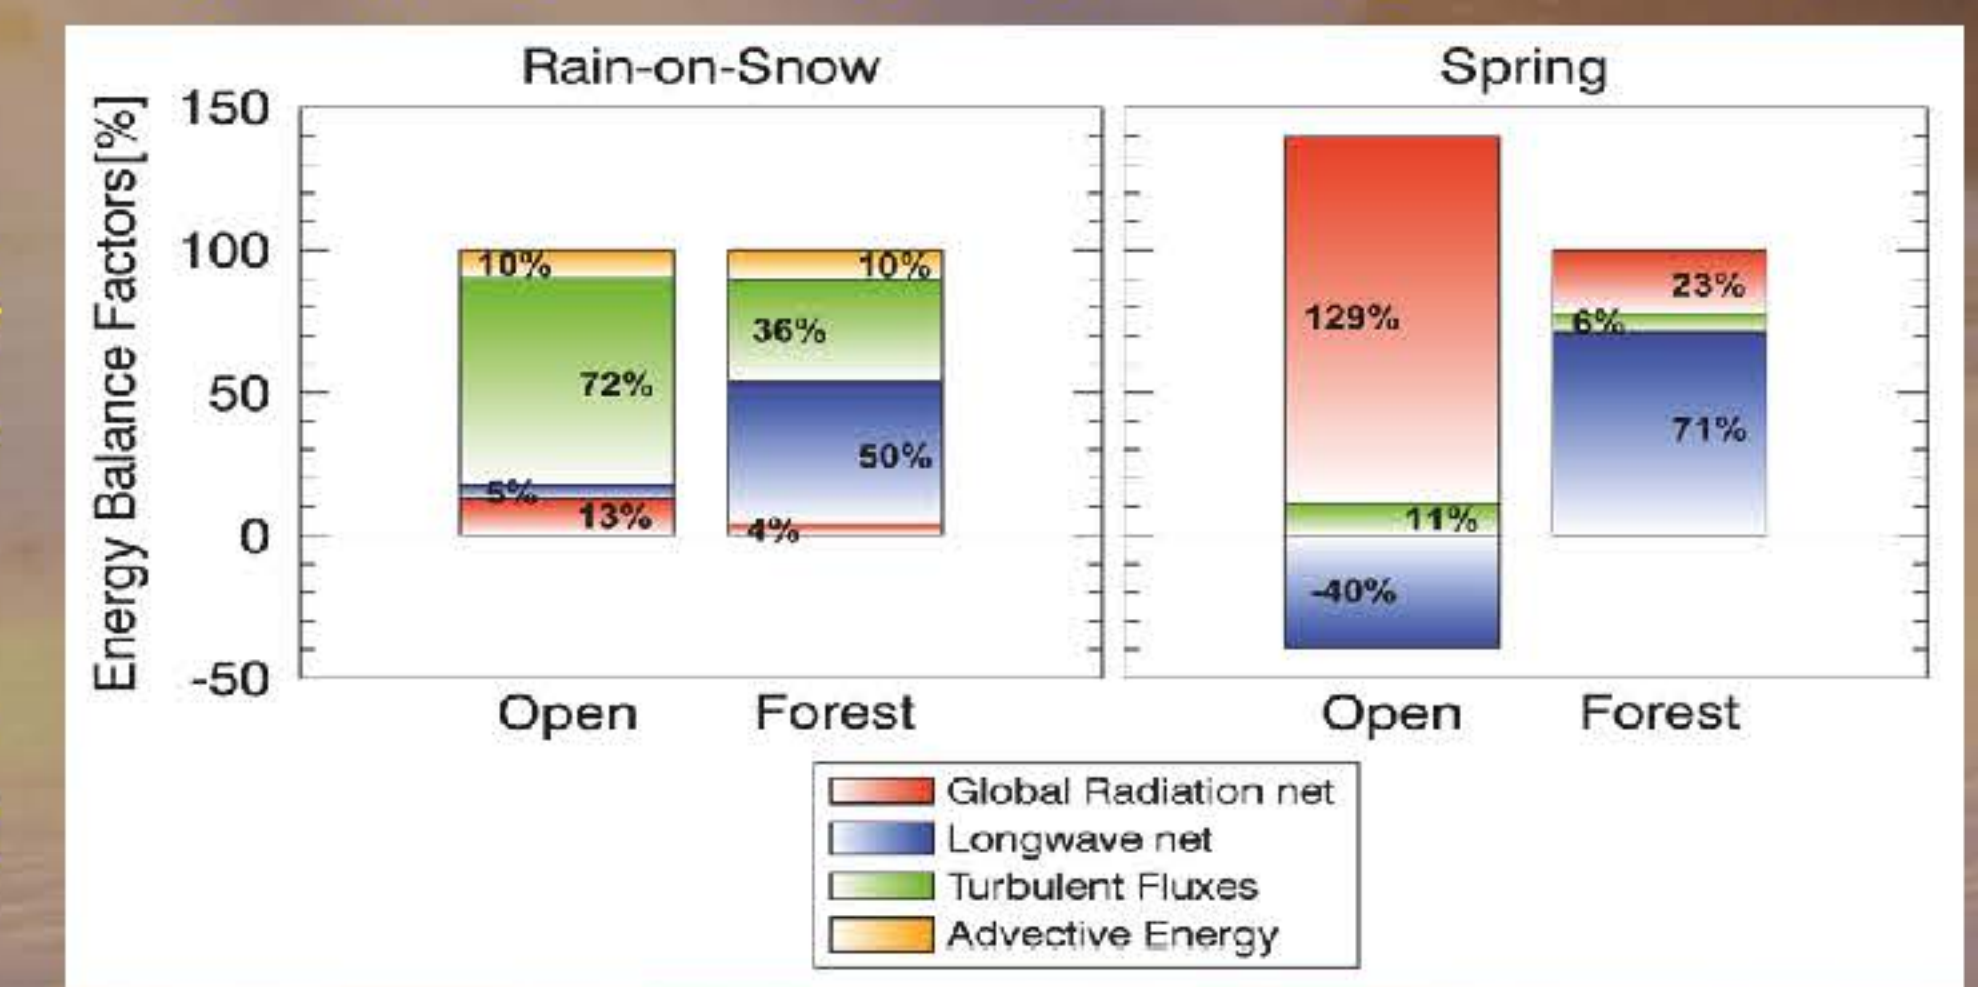 Rain-on-Snow
Spring
Energy Balance Factors[%]
150
100
50
0
-50
10%
72%
5%
13%
10%
36%
50%
4%
129%
11%
-40%
23%
6%
71%
Open
Forest
Open
Forest
Global Radiation net
Longwave net
Turbulent Fluxes
Advective Energy